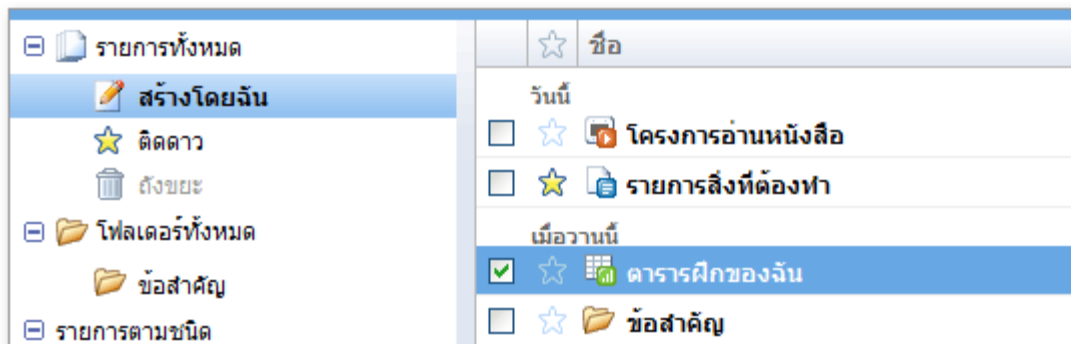 รายการทั้งหมด
สร้างโดยฉัน
ติดดาว
ถังขยะ
โฟลเดอร์ทั้งหมด
ข้อสำคัญ
รายการตามชนิด
ชื่อ
วันนี้
โครงการอ่านหนังสือ
รายการสิ่งที่ต้องทำ
เมื่อวานนี้
ตารารฝึกของฉัน
ข้อสำคัญ